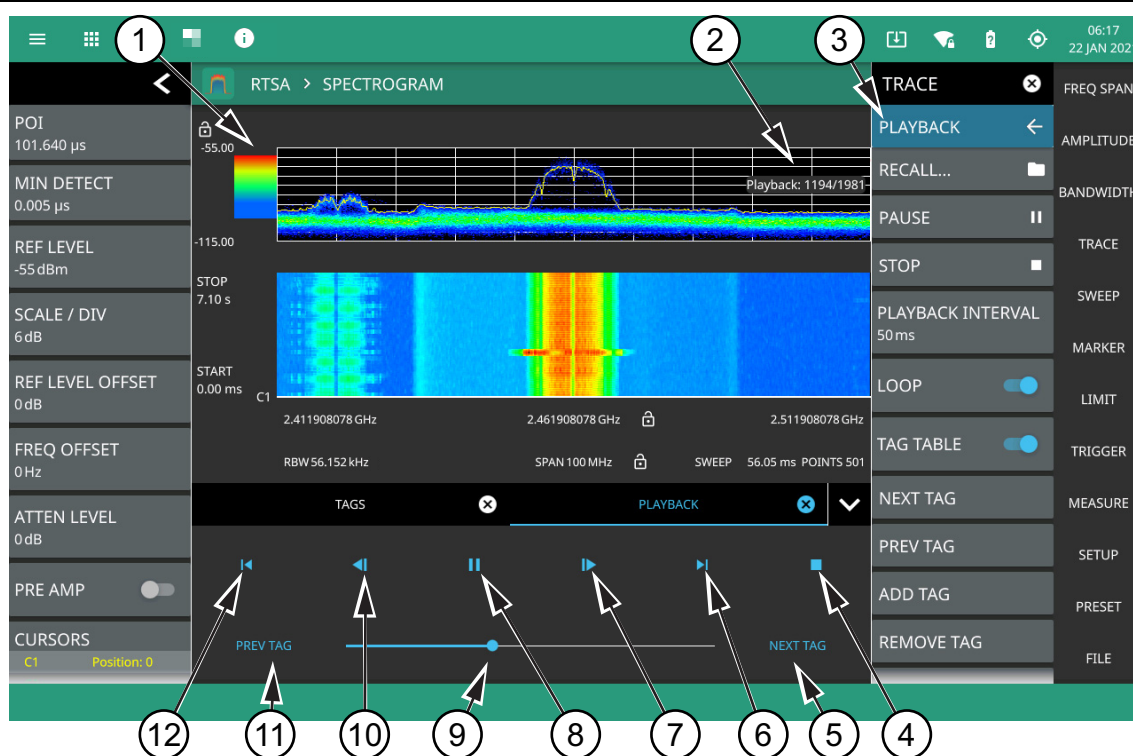 1
2
3
06:17
22 JAN 202
RTSA > SPECTROGRAM
TRACE
FREQ SPAN
POI
101.640 µs
-55.00
PLAYBACK
AMPLITUDE
MIN DETECT
0.005 µs
Playback: 1194/1981
RECALL...
BANDWIDTH
REF LEVEL
-55 dBm
-115.00
PAUSE
TRACE
STOP
7.10 s
STOP
SCALE / DIV
6 dB
PLAYBACK INTERVAL
50 ms
SWEEP
MARKER
REF LEVEL OFFSET
0 dB
START
0.00 ms
C1
LOOP
LIMIT
2.411908078 GHz
2.461908078 GHz
2.511908078 GHz
FREQ OFFSET
0 Hz
RBW 56.152 kHz
SPAN 100 MHz
SWEEP 56.05 ms POINTS 501
TAG TABLE
TRIGGER
ATTEN LEVEL
0 dB
TAGS
PLAYBACK
NEXT TAG
MEASURE
PREV TAG
SETUP
PRE AMP
ADD TAG
PRESET
CURSORS
C1 Position: 0
PREV TAG
NEXT TAG
REMOVE TAG
FILE
12
11
10
9
8
7
6
5
4